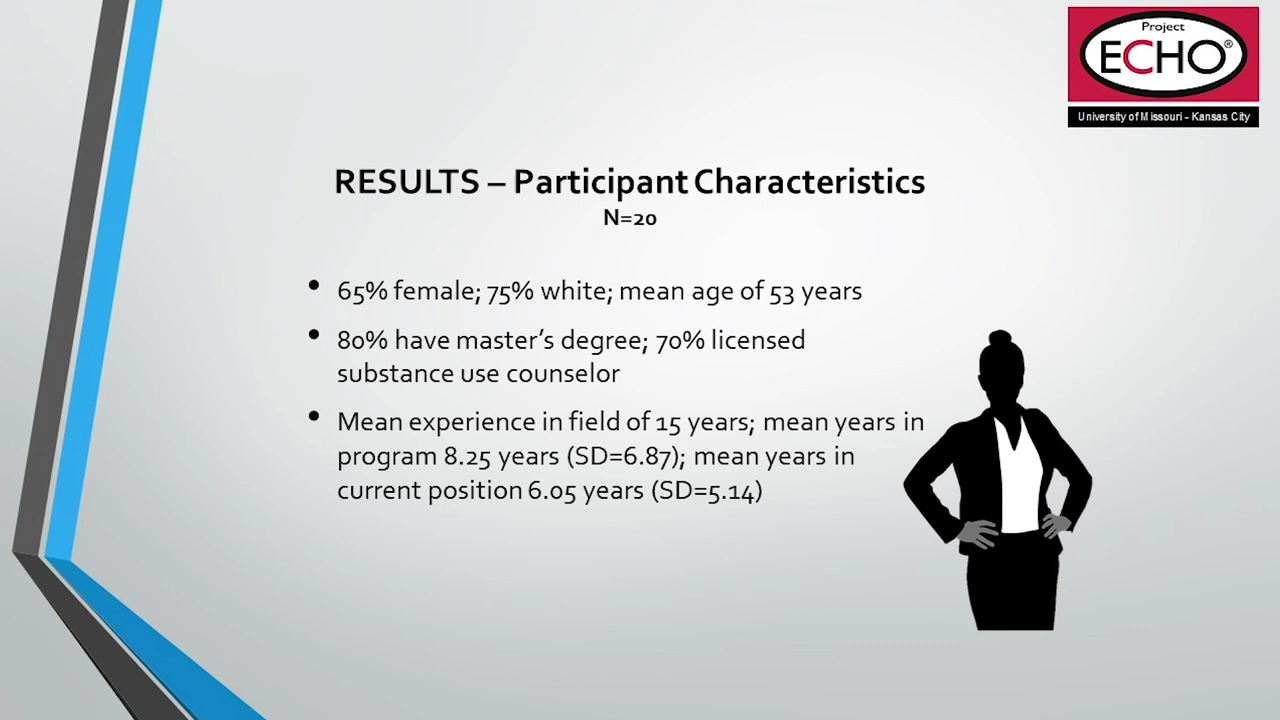 Project
ECHO®
University of Missouri - Kansas City
RESULTS – Participant Characteristics
N=20
• 65% female; 75% white; mean age of 53 years
• 80% have master’s degree; 70% licensed
substance use counselor
• Mean experience in field of 15 years; mean years in
program 8.25 years (SD=6.87); mean years in
current position 6.05 years (SD=5.14)